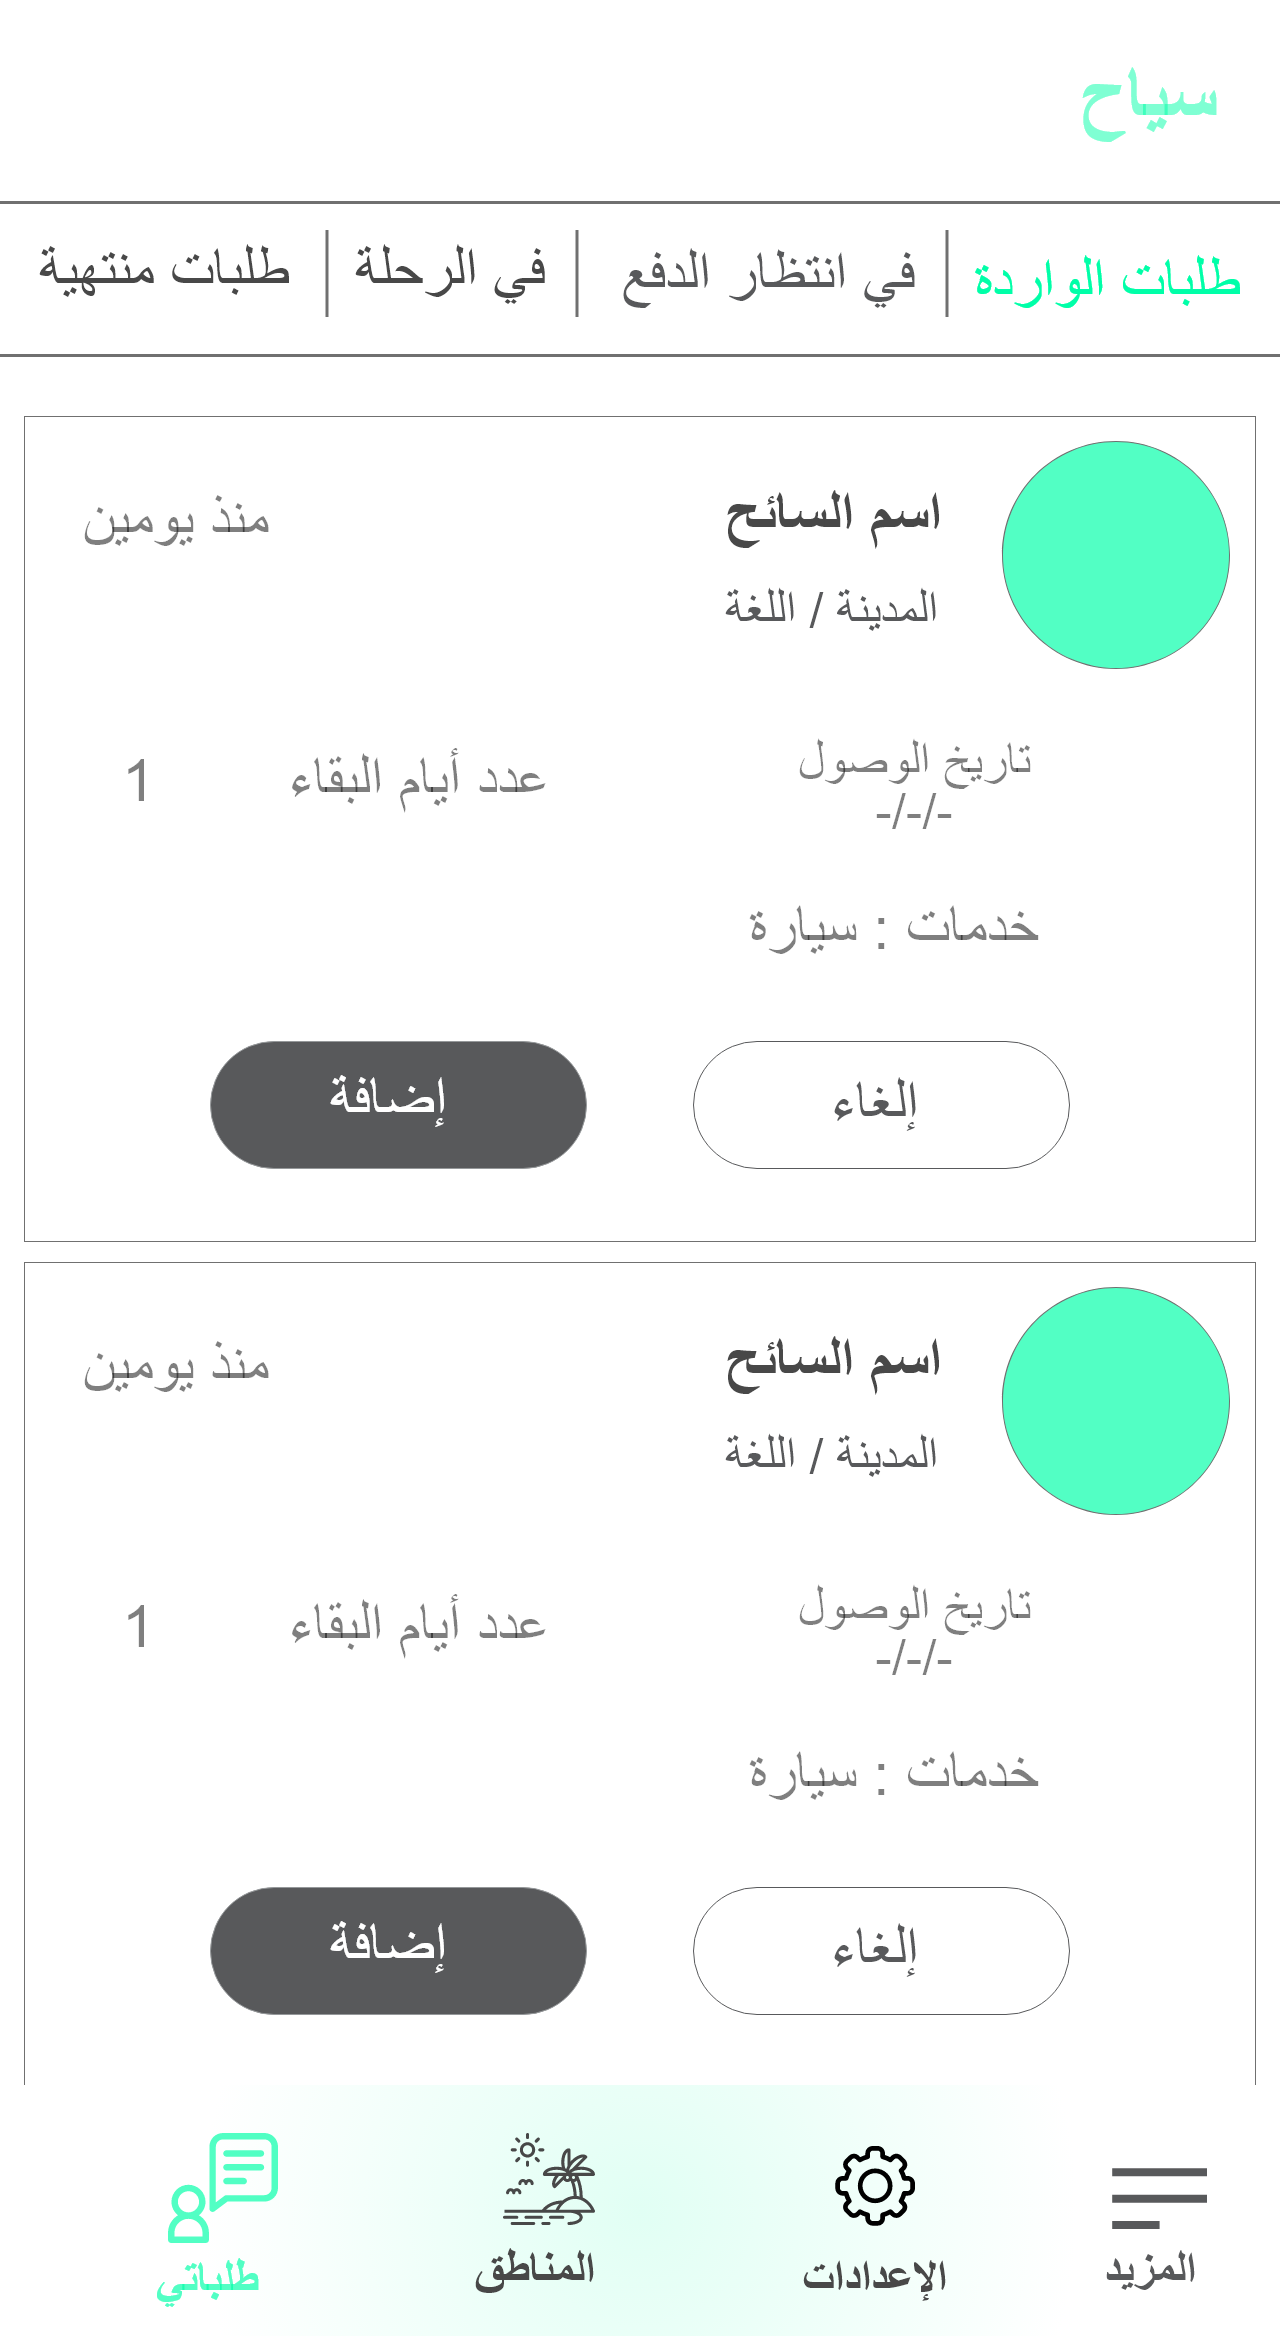 سياح
طلبات الواردة
في انتظار الدفع
في الرحلة
طلبات منتهية
اسم السائح
منذ يومين
المدينة / اللغة
تاريخ الوصول
-/-/-
عدد أيام البقاء
1
خدمات : سيارة
إلغاء
إضافة
اسم السائح
منذ يومين
المدينة / اللغة
تاريخ الوصول
-/-/-
عدد أيام البقاء
1
خدمات : سيارة
إلغاء
إضافة
المزيد
الإعدادات
المناطق
طلباتي